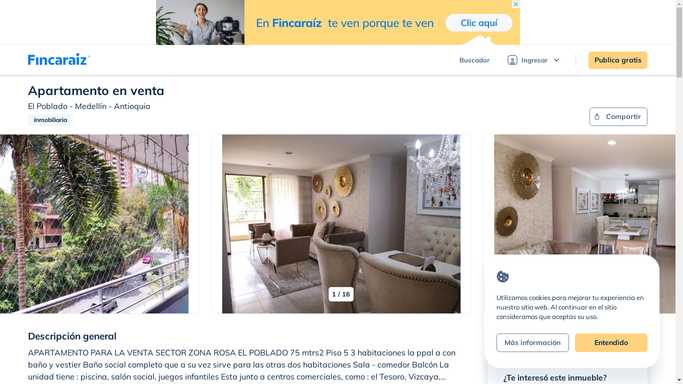 En Fincaraíz te ven porque te ven
Clic aquí
Fincaraíz
Buscador
Ingresar
Publica gratis
Apartamento en venta
El Poblado - Medellín - Antioquia
Inmobiliaria
Compartir
1 / 16
Utilizamos cookies para mejorar tu experiencia en
nuestro sitio web. Al continuar en el sitio
consideramos que aceptas su uso.
Más información
Entendido
Descripción general
APARTAMENTO PARA LA VENTA SECTOR ZONA ROSA EL POBLADO 75 mtrs2 Piso 5 3 habitaciones la ppal a con
baño y vestier Baño social completo que a su vez sirve para las otras dos habitaciones Sala - comedor Balcón La
unidad tiene : piscina, salón social, juegos infantiles Esta junto a centros comerciales, como : el Tesoro, Vizcaya,...
¿Te interesó este inmueble?